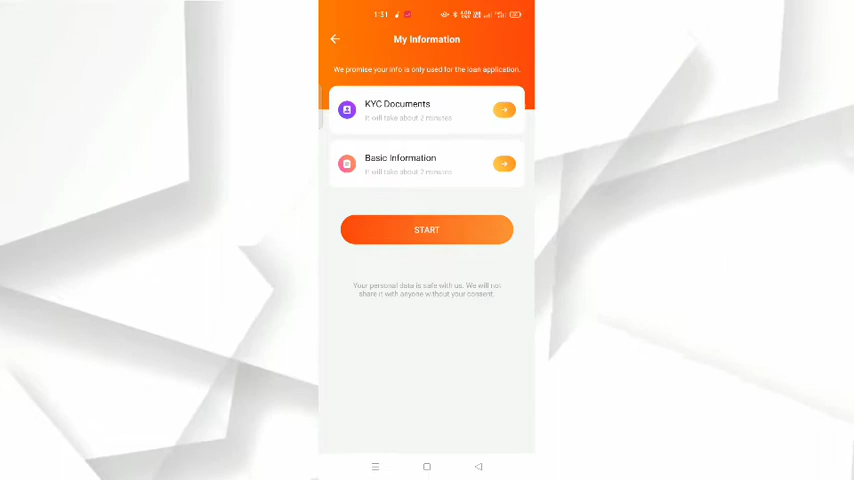 1:31
My Information
We promise your info is only used for the loan application.
KYC Documents
It will take about 2 minutes
Basic Information
It will take about 2 minutes
START
Your personal data is safe with us. We will not
share it with anyone without your consent.